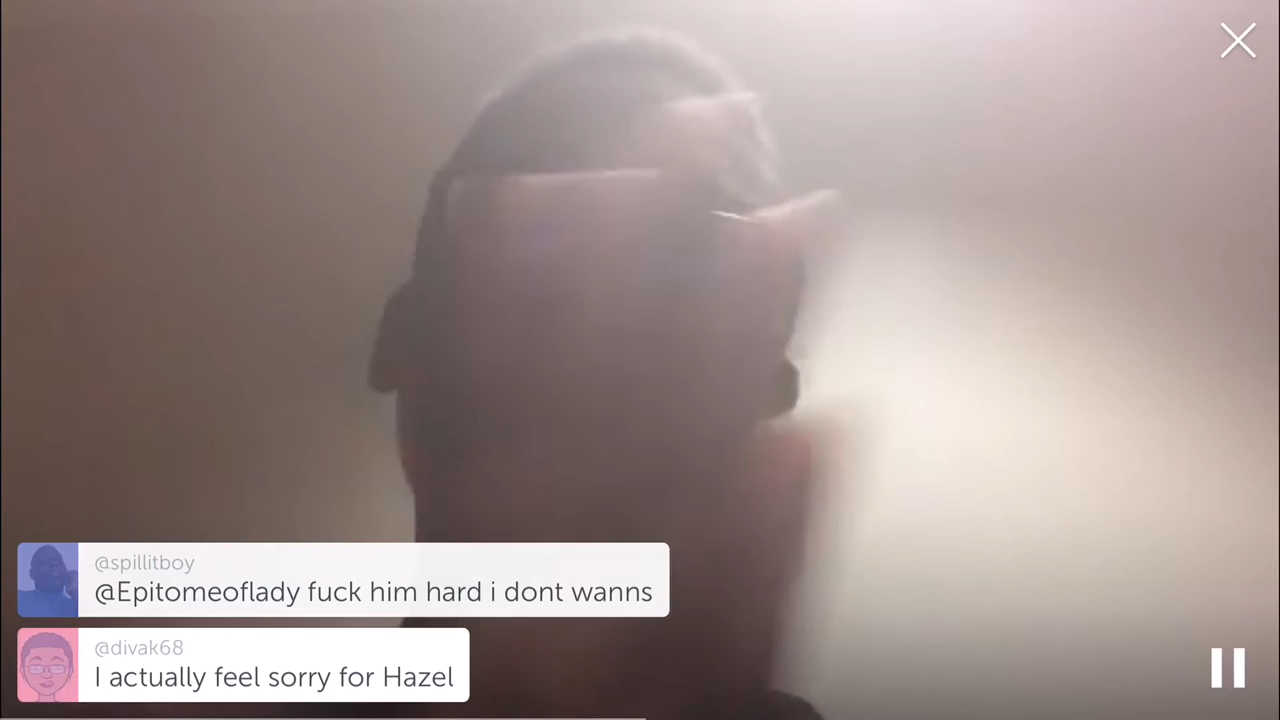 @spillitboy
@Epitomeoflady fuck him hard i dont wanns
@divak68
I actually feel sorry for Hazel